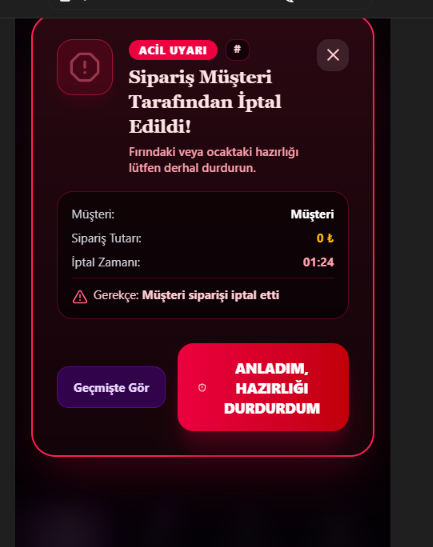 ACİL UYARI #
Sipariş Müşteri
Tarafından İptal
Edildi!
Fırındaki veya ocaktaki hazırlığı
lütfen derhal durdurun.
Müşteri: Müşteri
Sipariş Tutarı: 0 ₺
İptal Zamanı: 01:24
Gerekçe: Müşteri siparişi iptal etti
Geçmişte Gör
ANLADIM,
HAZIRLIĞI
DURDURDUM